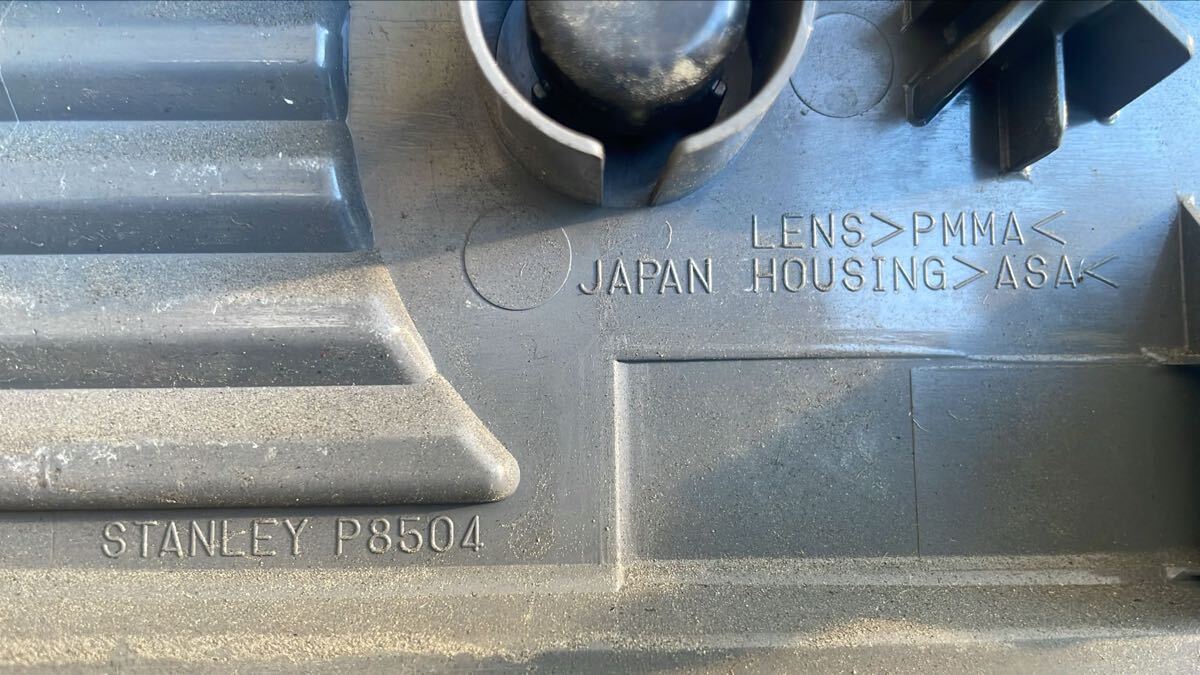 LENS>PMMA<
JAPAN HOUSING>ASA<
STANLEY P8504